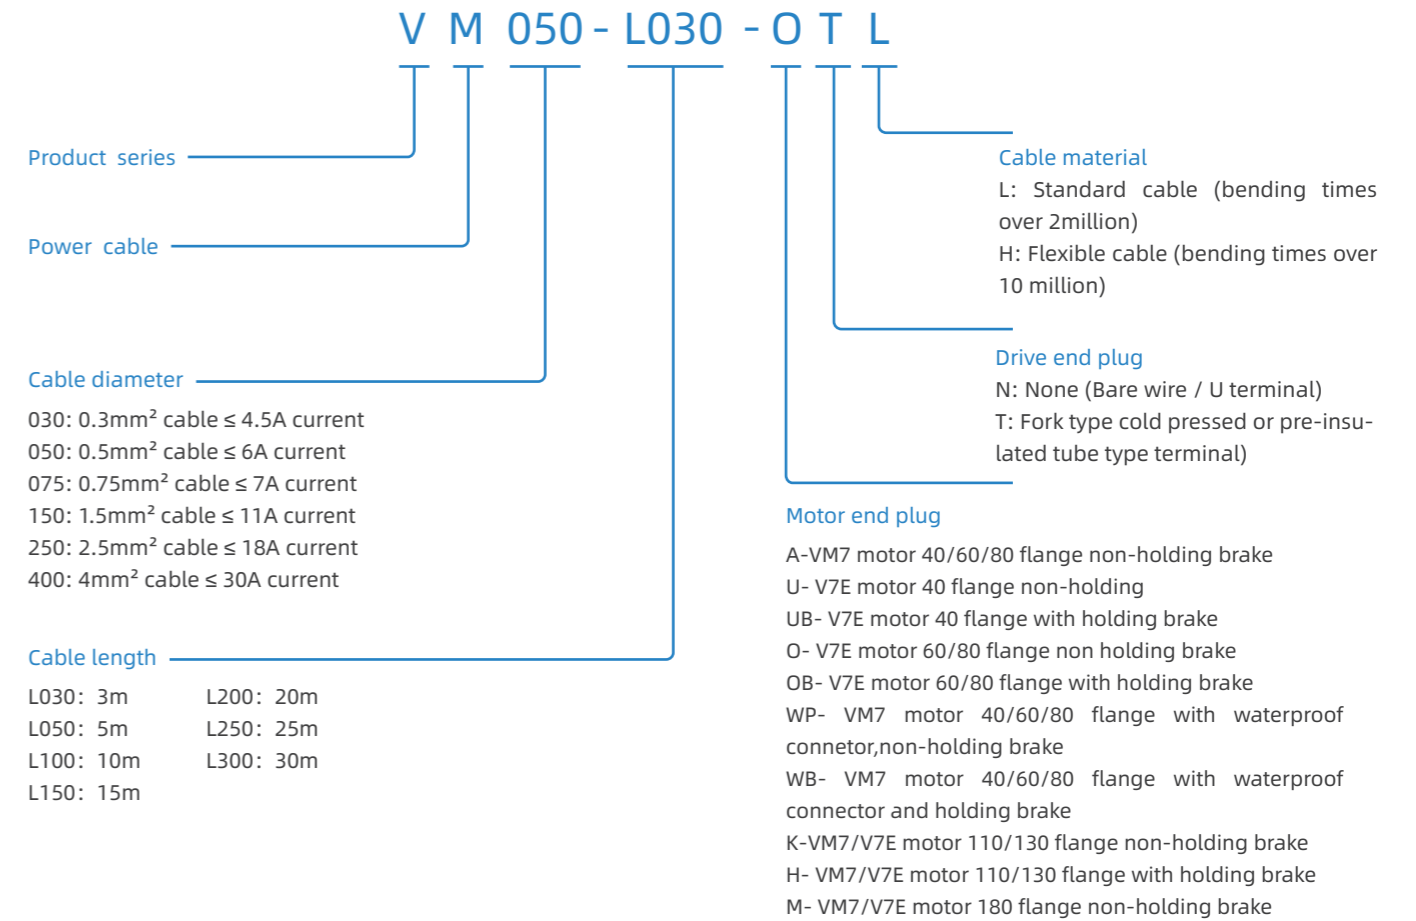 V M 050 - L030 - O T L
Product series
Power cable
Cable diameter
030: 0.3mm² cable ≤ 4.5A current
050: 0.5mm² cable ≤ 6A current
075: 0.75mm² cable ≤ 7A current
150: 1.5mm² cable ≤ 11A current
250: 2.5mm² cable ≤ 18A current
400: 4mm² cable ≤ 30A current
Cable length
L030: 3m L200: 20m
L050: 5m L250: 25m
L100: 10m L300: 30m
L150: 15m
Cable material
L: Standard cable (bending times
over 2million)
H: Flexible cable (bending times over
10 million)
Drive end plug
N: None (Bare wire / U terminal)
T: Fork type cold pressed or pre-insu-
lated tube type terminal)
Motor end plug
A-VM7 motor 40/60/80 flange non-holding brake
U- V7E motor 40 flange non-holding
UB- V7E motor 40 flange with holding brake
O- V7E motor 60/80 flange non holding brake
OB- V7E motor 60/80 flange with holding brake
WP- VM7 motor 40/60/80 flange with waterproof
connetor,non-holding brake
WB- VM7 motor 40/60/80 flange with waterproof
connector and holding brake
K-VM7/V7E motor 110/130 flange non-holding brake
H- VM7/V7E motor 110/130 flange with holding brake
M- VM7/V7E motor 180 flange non-holding brake